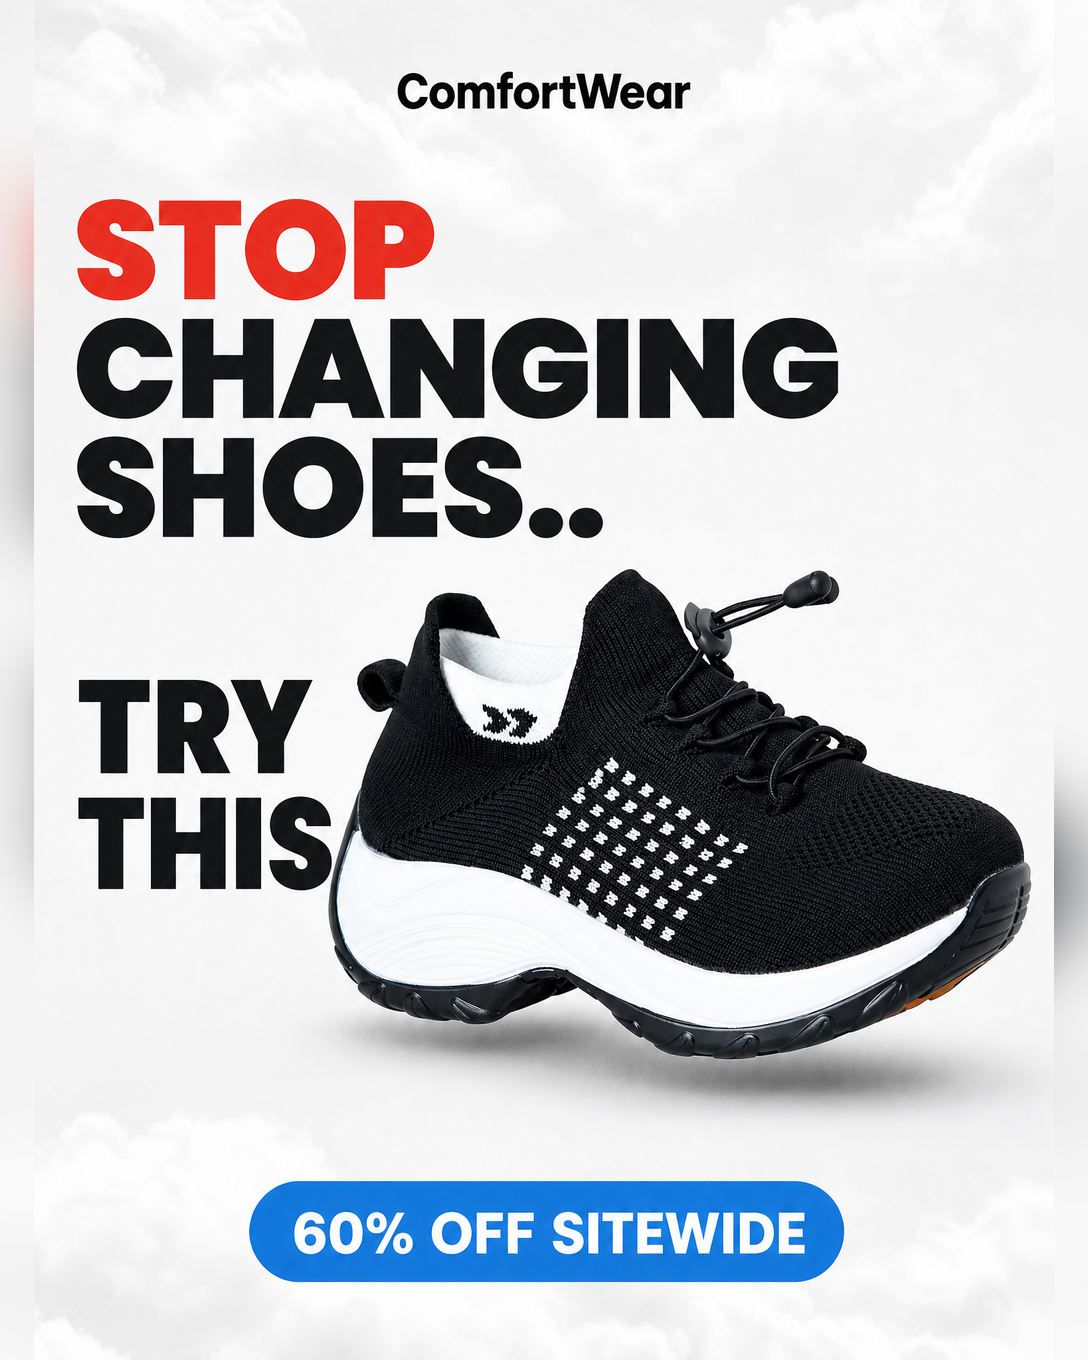 ComfortWear
STOP
CHANGING
SHOES..
TRY
THIS
60% OFF SITEWIDE